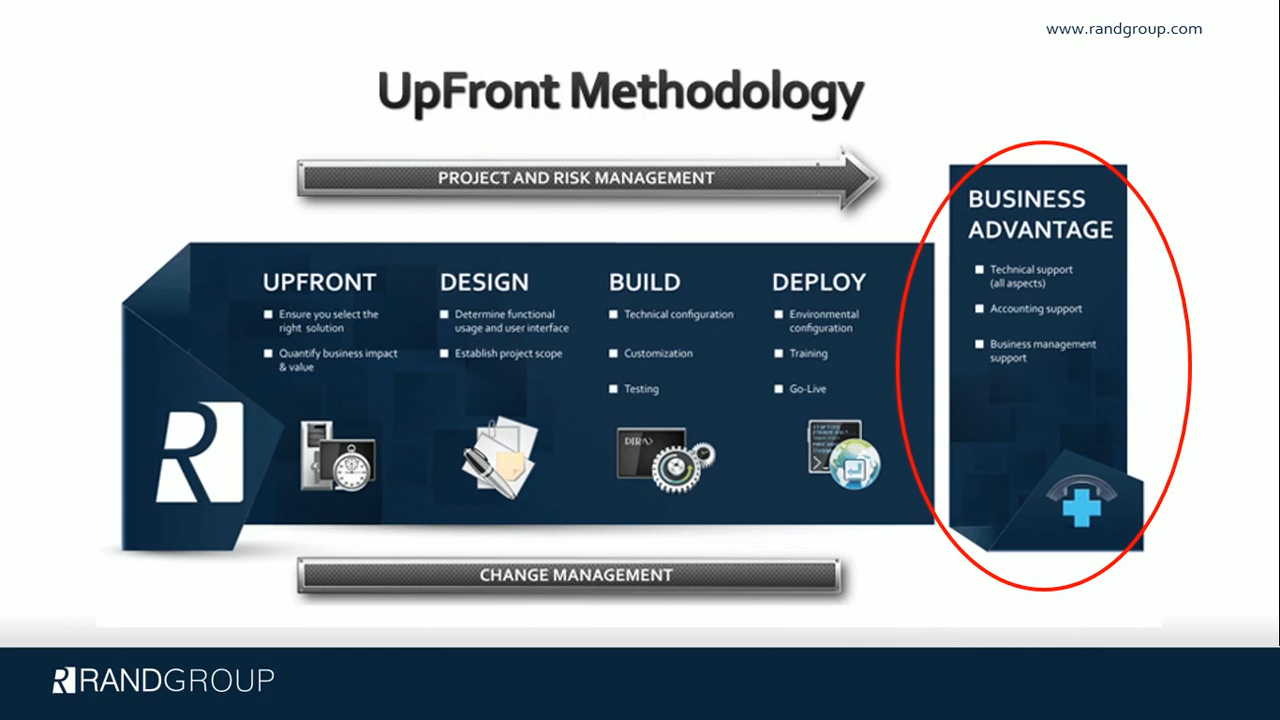 www.randgroup.com
UpFront Methodology
PROJECT AND RISK MANAGEMENT
UPFRONT
Ensure you select the
right solution
Quantify business impact
& value
DESIGN
Determine functional
usage and user interface
Establish project scope
BUILD
Technical configuration
Customization
Testing
DEPLOY
Environmental
configuration
Training
Go-Live
BUSINESS
ADVANTAGE
Technical support
(all aspects)
Accounting support
Business management
support
R
CHANGE MANAGEMENT
RANDGROUP